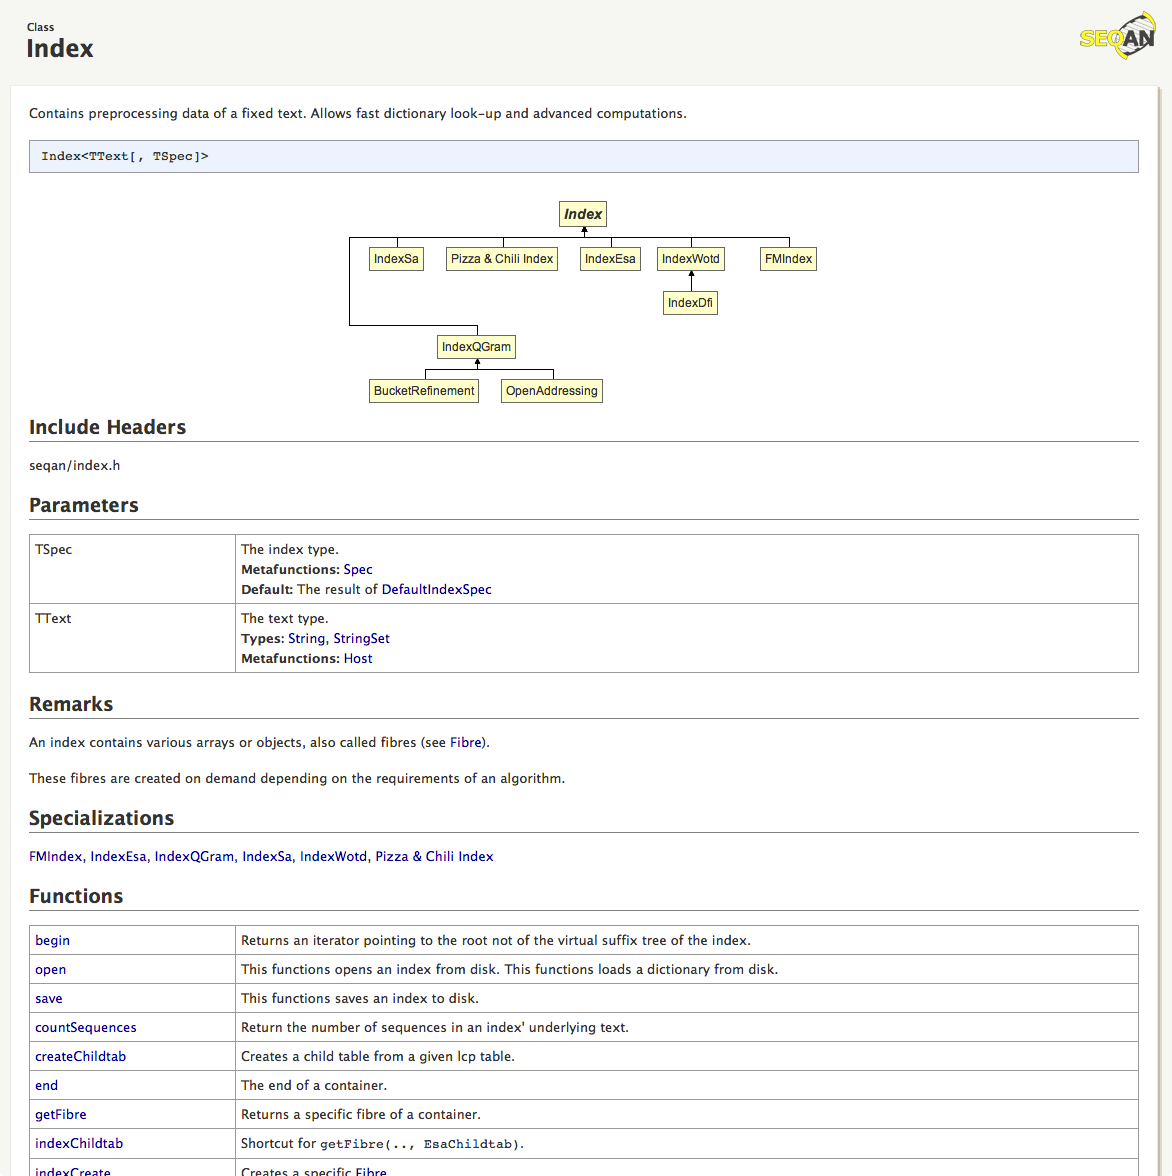 Class
Index
SEQAN
Contains preprocessing data of a fixed text. Allows fast dictionary look-up and advanced computations.
Index<TText[, TSpec]>
Index
IndexSa Pizza & Chili Index IndexEsa IndexWotd FMIndex
IndexDfi
IndexQGram
BucketRefinement OpenAddressing
Include Headers
seqan/index.h
Parameters
TSpec The index type.
Metafunctions: Spec
Default: The result of DefaultIndexSpec
TText The text type.
Types: String, StringSet
Metafunctions: Host
Remarks
An index contains various arrays or objects, also called fibres (see Fibre).
These fibres are created on demand depending on the requirements of an algorithm.
Specializations
FMIndex, IndexEsa, IndexQGram, IndexSa, IndexWotd, Pizza & Chili Index
Functions
begin Returns an iterator pointing to the root not of the virtual suffix tree of the index.
open This functions opens an index from disk. This functions loads a dictionary from disk.
save This functions saves an index to disk.
countSequences Return the number of sequences in an index' underlying text.
createChildtab Creates a child table from a given lcp table.
end The end of a container.
getFibre Returns a specific fibre of a container.
indexChildtab Shortcut for getFibre(.., EsaChildtab).
indexCreate Creates a specific Fibre.